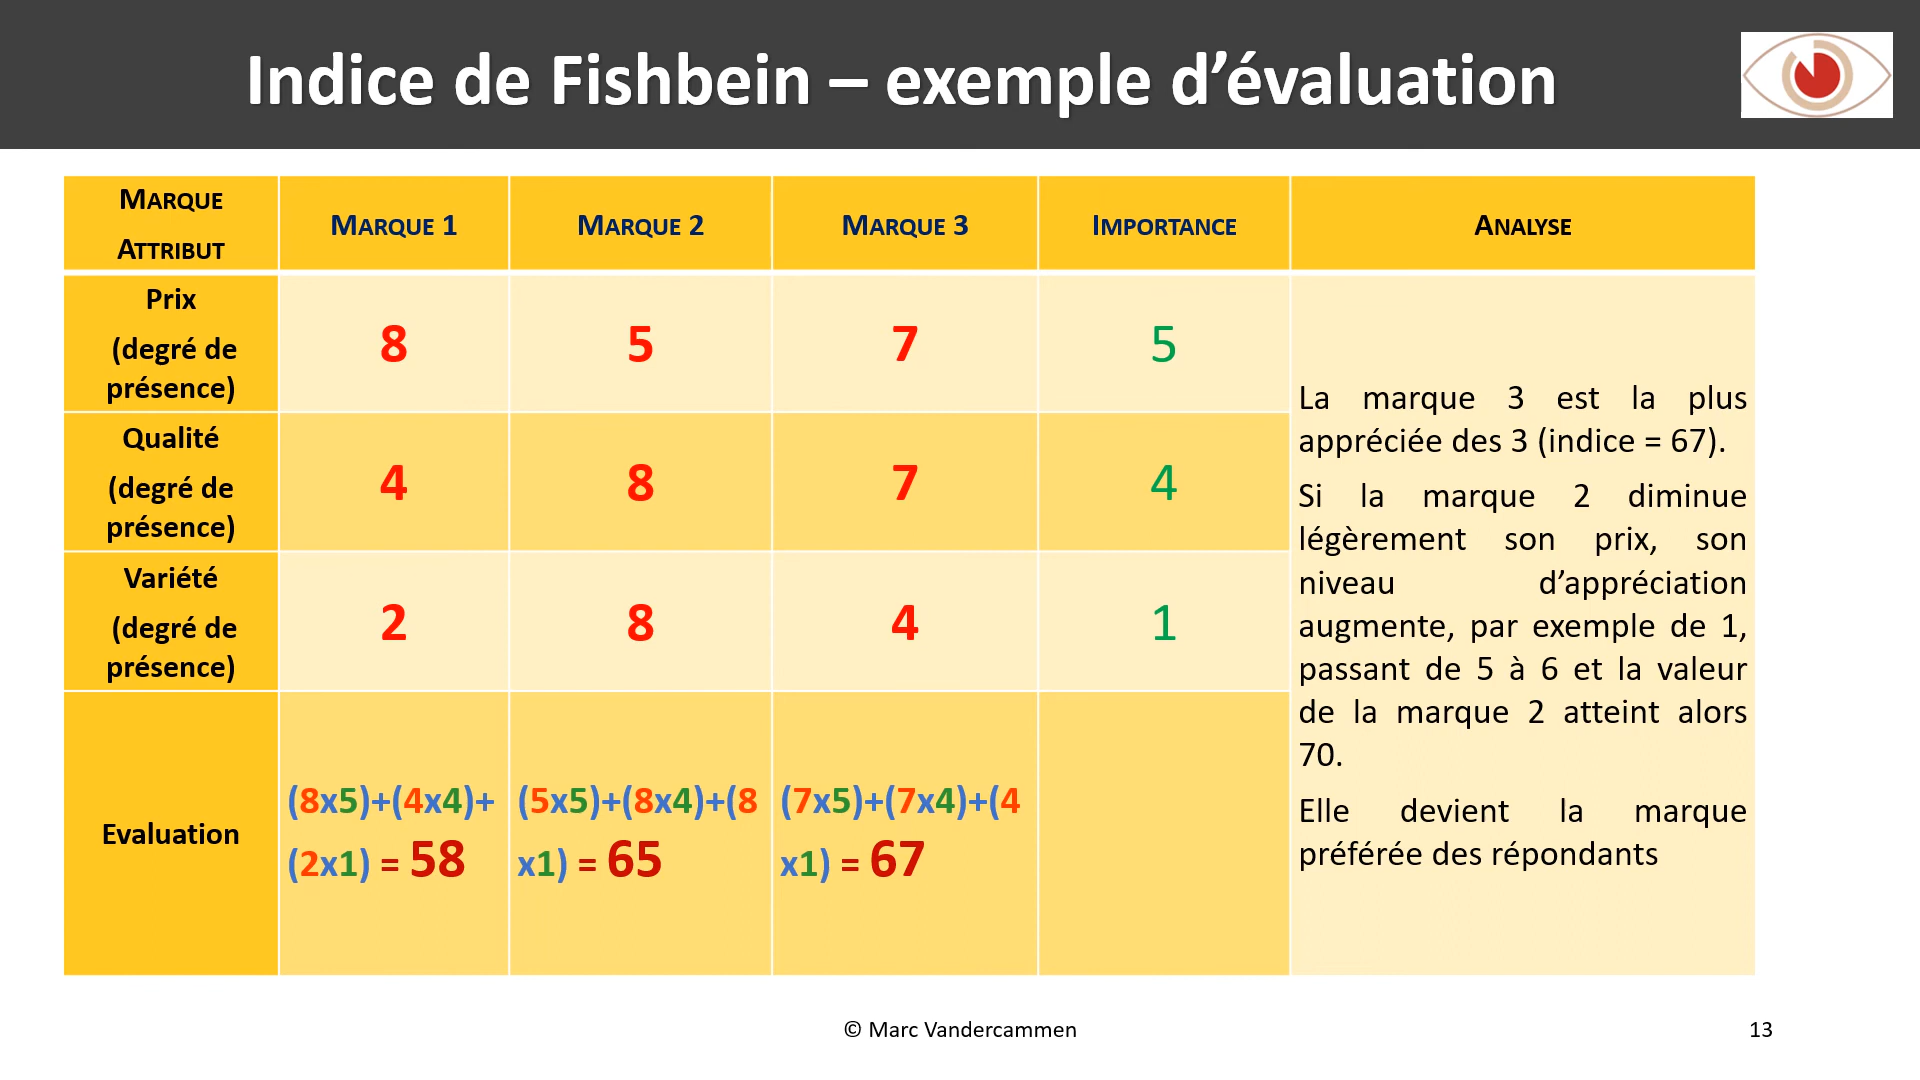 Indice de Fishbein – exemple d’évaluation
MARQUE
ATTRIBUT
MARQUE 1
MARQUE 2
MARQUE 3
IMPORTANCE
ANALYSE
Prix
(degré de
présence)
8
5
7
5
Qualité
(degré de
présence)
4
8
7
4
Variété
(degré de
présence)
2
8
4
1
Evaluation
(8x5)+(4x4)+
(2x1) = 58
(5x5)+(8x4)+(8
x1) = 65
(7x5)+(7x4)+(4
x1) = 67
La marque 3 est la plus
appréciée des 3 (indice = 67).
Si la marque 2 diminue
légèrement son prix, son
niveau d’appréciation
augmente, par exemple de 1,
passant de 5 à 6 et la valeur
de la marque 2 atteint alors
70.
Elle devient la marque
préférée des répondants
© Marc Vandercammen
13